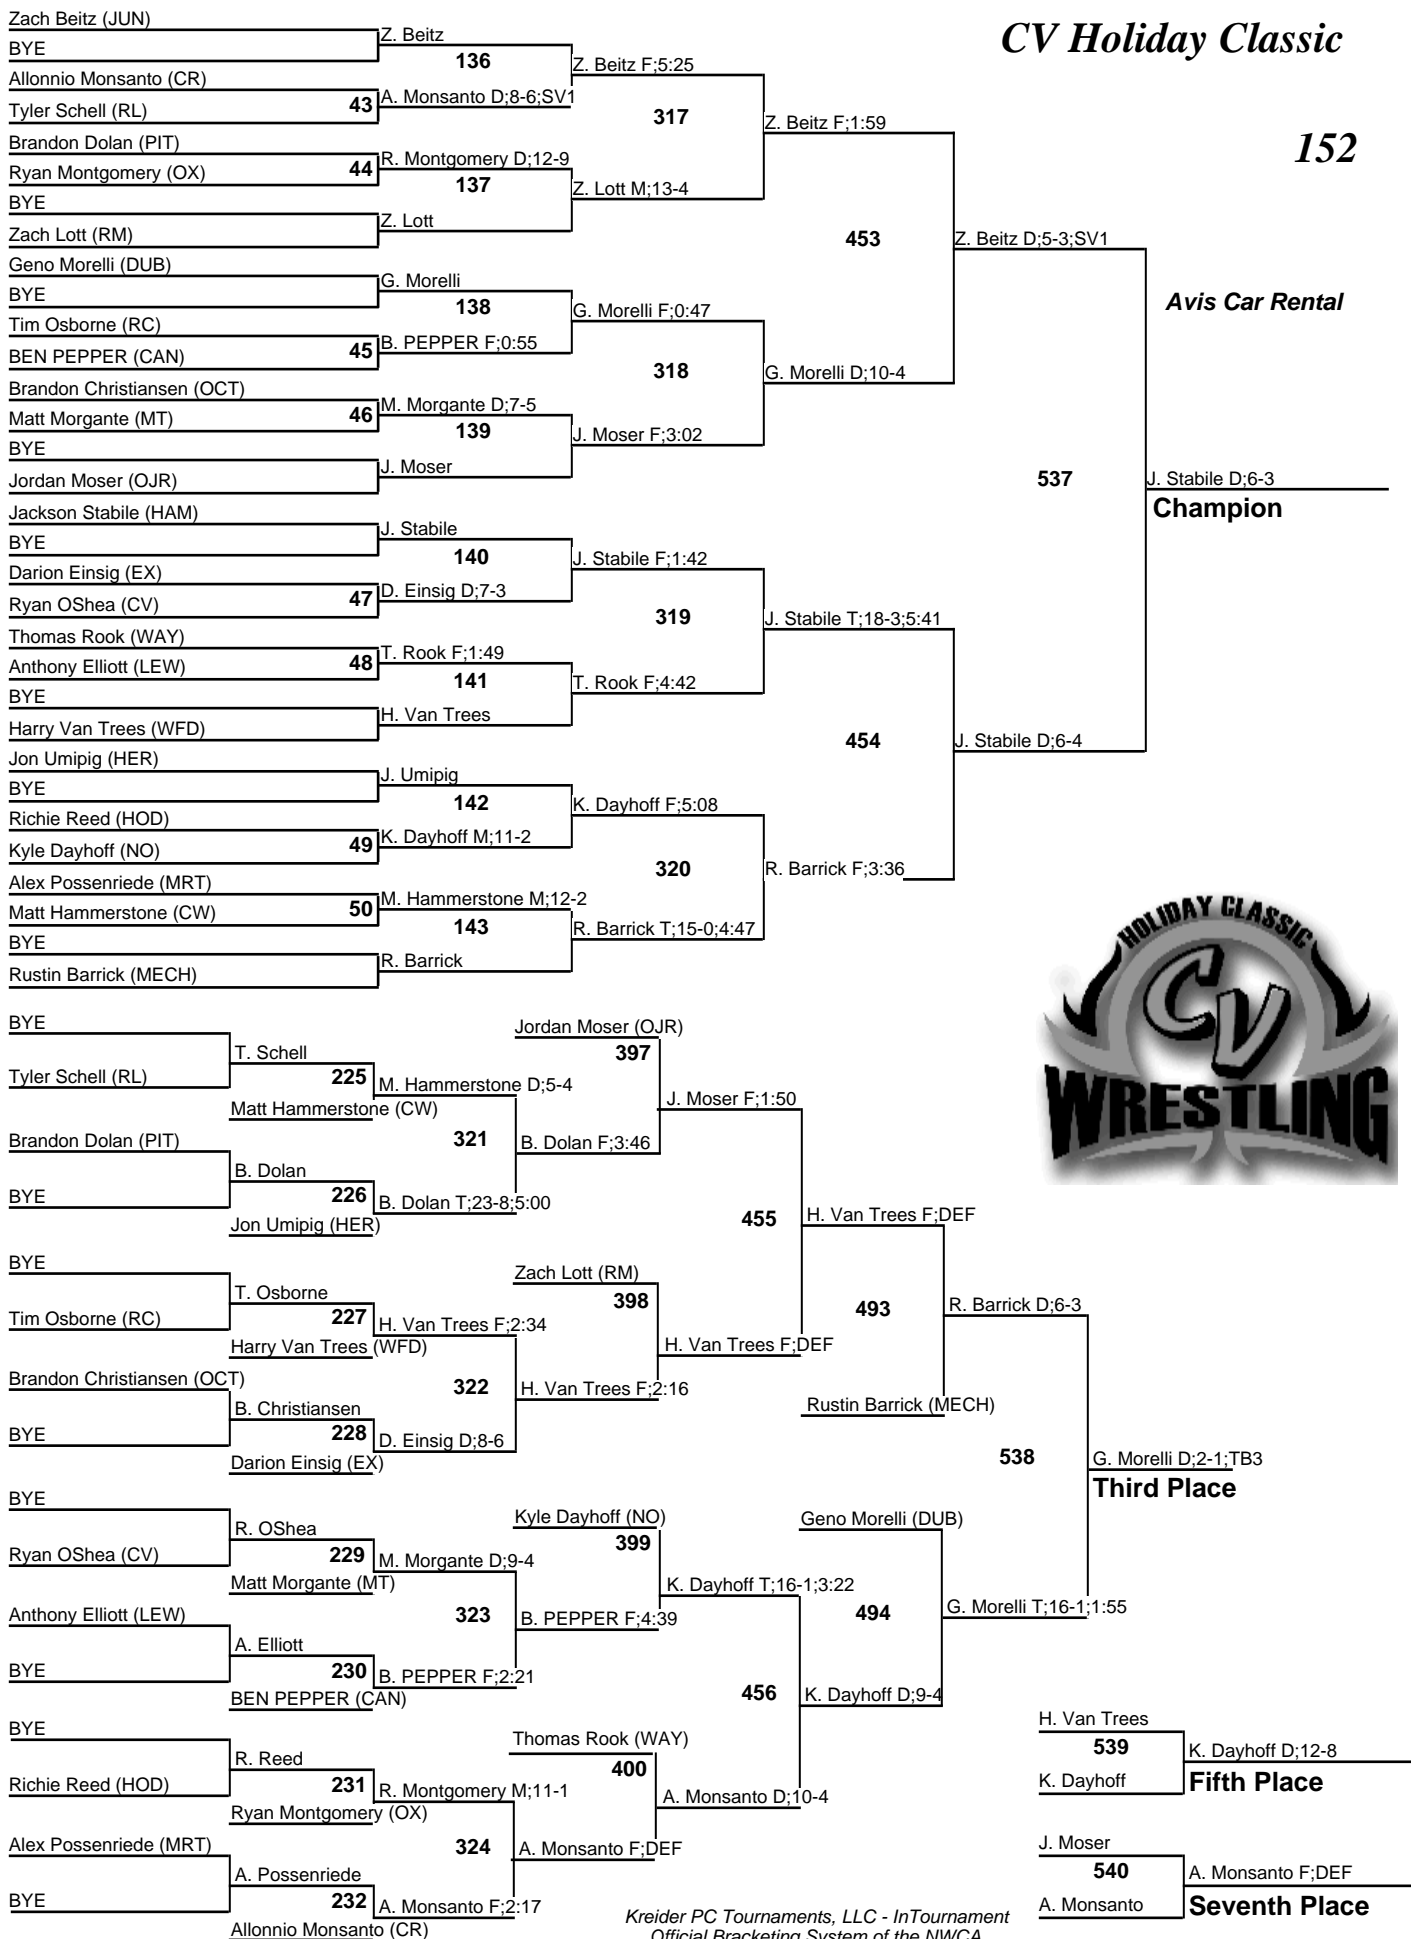 CV Holiday Classic
152
Avis Car Rental
Zach Beitz (JUN)
BYE
Allonnio Monsanto (CR)
Tyler Schell (RL)
Brandon Dolan (PIT)
Ryan Montgomery (OX)
BYE
Zach Lott (RM)
Geno Morelli (DUB)
BYE
Tim Osborne (RC)
BEN PEPPER (CAN)
Brandon Christiansen (OCT)
Matt Morgante (MT)
BYE
Jordan Moser (OJR)
Jackson Stabile (HAM)
BYE
Darion Einsig (EX)
Ryan OShea (CV)
Thomas Rook (WAY)
Anthony Elliott (LEW)
BYE
Harry Van Trees (WFD)
Jon Umipig (HER)
BYE
Richie Reed (HOD)
Kyle Dayhoff (NO)
Alex Possenriede (MRT)
Matt Hammerstone (CW)
BYE
Rustin Barrick (MECH)
43
44
45
46
47
48
49
50
Z. Beitz
136
A. Monsanto D;8-6;SV1
R. Montgomery D;12-9
137
Z. Lott
G. Morelli
138
B. PEPPER F;0:55
M. Morgante D;7-5
139
J. Moser
J. Stabile
140
D. Einsig D;7-3
T. Rook F;1:49
141
H. Van Trees
J. Umipig
142
K. Dayhoff M;11-2
M. Hammerstone M;12-2
143
R. Barrick
Z. Beitz F;5:25
317
Z. Lott M;13-4
G. Morelli F;0:47
318
J. Moser F;3:02
J. Stabile F;1:42
319
T. Rook F;4:42
K. Dayhoff F;5:08
320
R. Barrick T;15-0;4:47
Z. Beitz F;1:59
453
G. Morelli D;10-4
J. Stabile T;18-3;5:41
454
R. Barrick F;3:36
Z. Beitz D;5-3;SV1
537
J. Stabile D;6-4
J. Stabile D;6-3
Champion
HOLIDAY CLASSIC
CV
WRESTLING
BYE
Tyler Schell (RL)
Brandon Dolan (PIT)
BYE
BYE
Tim Osborne (RC)
Brandon Christiansen (OCT)
BYE
BYE
Ryan OShea (CV)
Anthony Elliott (LEW)
BYE
BYE
Richie Reed (HOD)
Alex Possenriede (MRT)
BYE
T. Schell
225
Matt Hammerstone (CW)
B. Dolan
226
Jon Umipig (HER)
T. Osborne
227
Harry Van Trees (WFD)
B. Christiansen
228
Darion Einsig (EX)
R. OShea
229
Matt Morgante (MT)
A. Elliott
230
BEN PEPPER (CAN)
R. Reed
231
Ryan Montgomery (OX)
A. Possenriede
232
Allonnio Monsanto (CR)
M. Hammerstone D;5-4
321
B. Dolan T;23-8;5:00
H. Van Trees F;2:34
322
D. Einsig D;8-6
M. Morgante D;9-4
323
B. PEPPER F;2:21
R. Montgomery M;11-1
324
A. Monsanto F;2:17
Jordan Moser (OJR)
397
B. Dolan F;3:46
Zach Lott (RM)
398
H. Van Trees F;2:16
Kyle Dayhoff (NO)
399
B. PEPPER F;4:39
Thomas Rook (WAY)
400
A. Monsanto F;DEF
J. Moser F;1:50
455
H. Van Trees F;DEF
K. Dayhoff T;16-1;3:22
456
A. Monsanto D;10-4
H. Van Trees F;DEF
493
Rustin Barrick (MECH)
Geno Morelli (DUB)
494
K. Dayhoff D;9-4
R. Barrick D;6-3
538
G. Morelli T;16-1;1:55
G. Morelli D;2-1;TB3
Third Place
H. Van Trees
539
K. Dayhoff
K. Dayhoff D;12-8
Fifth Place
J. Moser
540
A. Monsanto
A. Monsanto F;DEF
Seventh Place
Kreider PC Tournaments, LLC - InTournament
Official Bracketing System of the NWCA